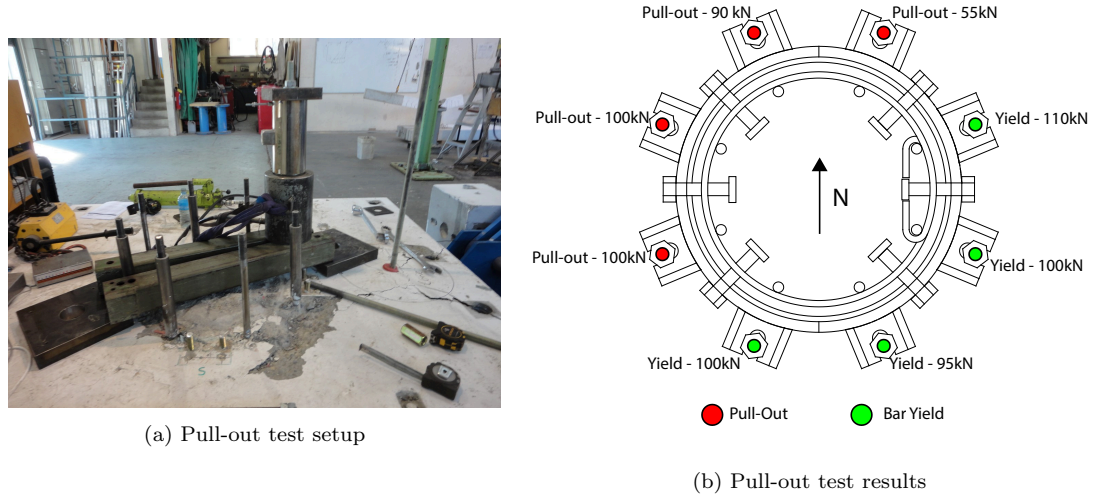 Pull-out - 90 kN
Pull-out - 55kN
Pull-out - 100kN
Yield - 110kN
N
Pull-out - 100kN
Yield - 100kN
Yield - 100kN
Yield - 95kN
S
Pull-Out
Bar Yield
(a) Pull-out test setup
(b) Pull-out test results